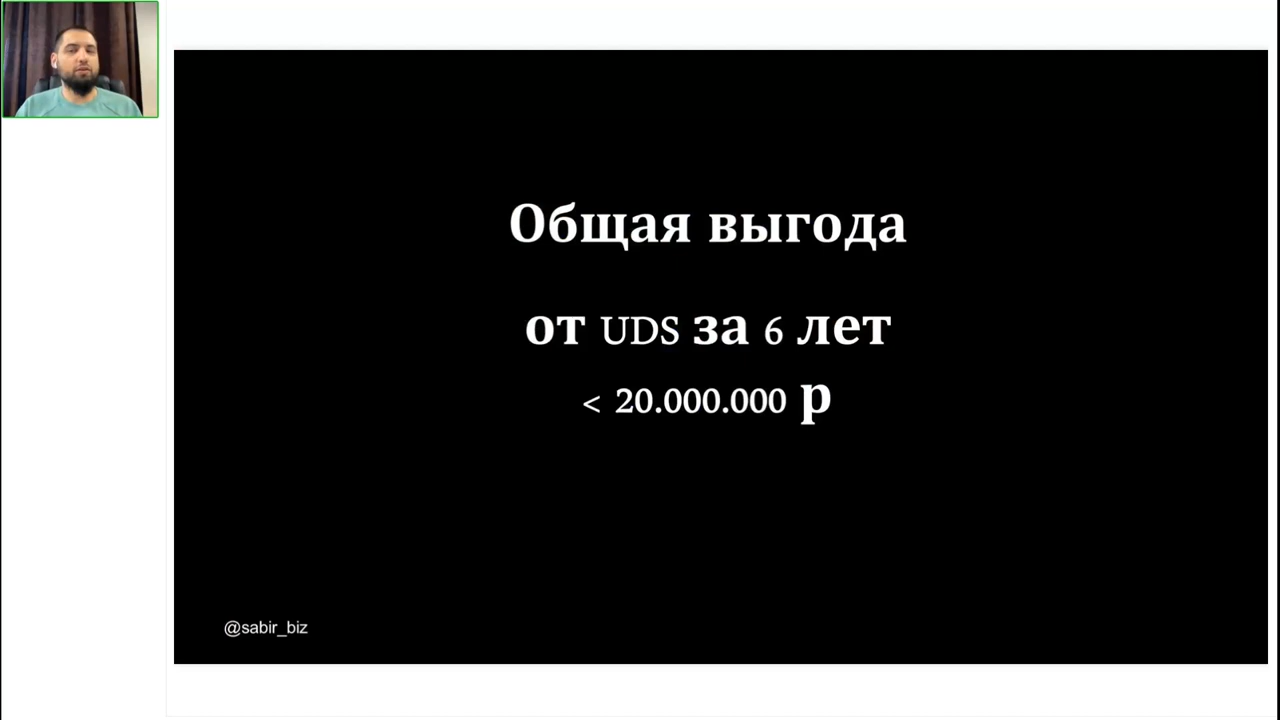 Общая выгода
от UDS за 6 лет
< 20.000.000 р
@sabir_biz